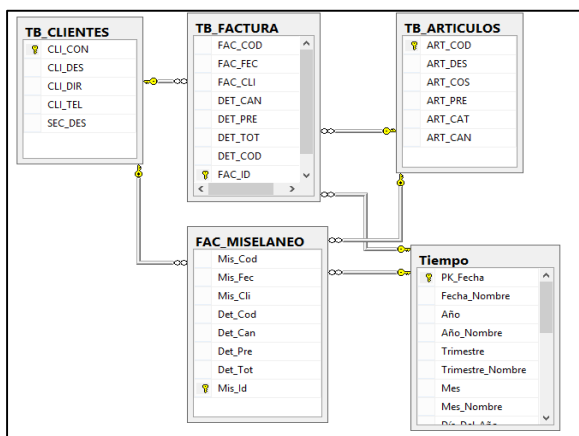 TB_CLIENTES
CLI_CON
CLI_DES
CLI_DIR
CLI_TEL
SEC_DES
TB_FACTURA
FAC_COD
FAC_FEC
FAC_CLI
DET_CAN
DET_PRE
DET_TOT
DET_COD
FAC_ID
TB_ARTICULOS
ART_COD
ART_DES
ART_COS
ART_PRE
ART_CAT
ART_CAN
FAC_MISELANEO
Mis_Cod
Mis_Fec
Mis_Cli
Det_Cod
Det_Can
Det_Pre
Det_Tot
Mis_Id
Tiempo
PK_Fecha
Fecha_Nombre
Año
Año_Nombre
Trimestre
Trimestre_Nombre
Mes
Mes_Nombre
Día_Del_Año